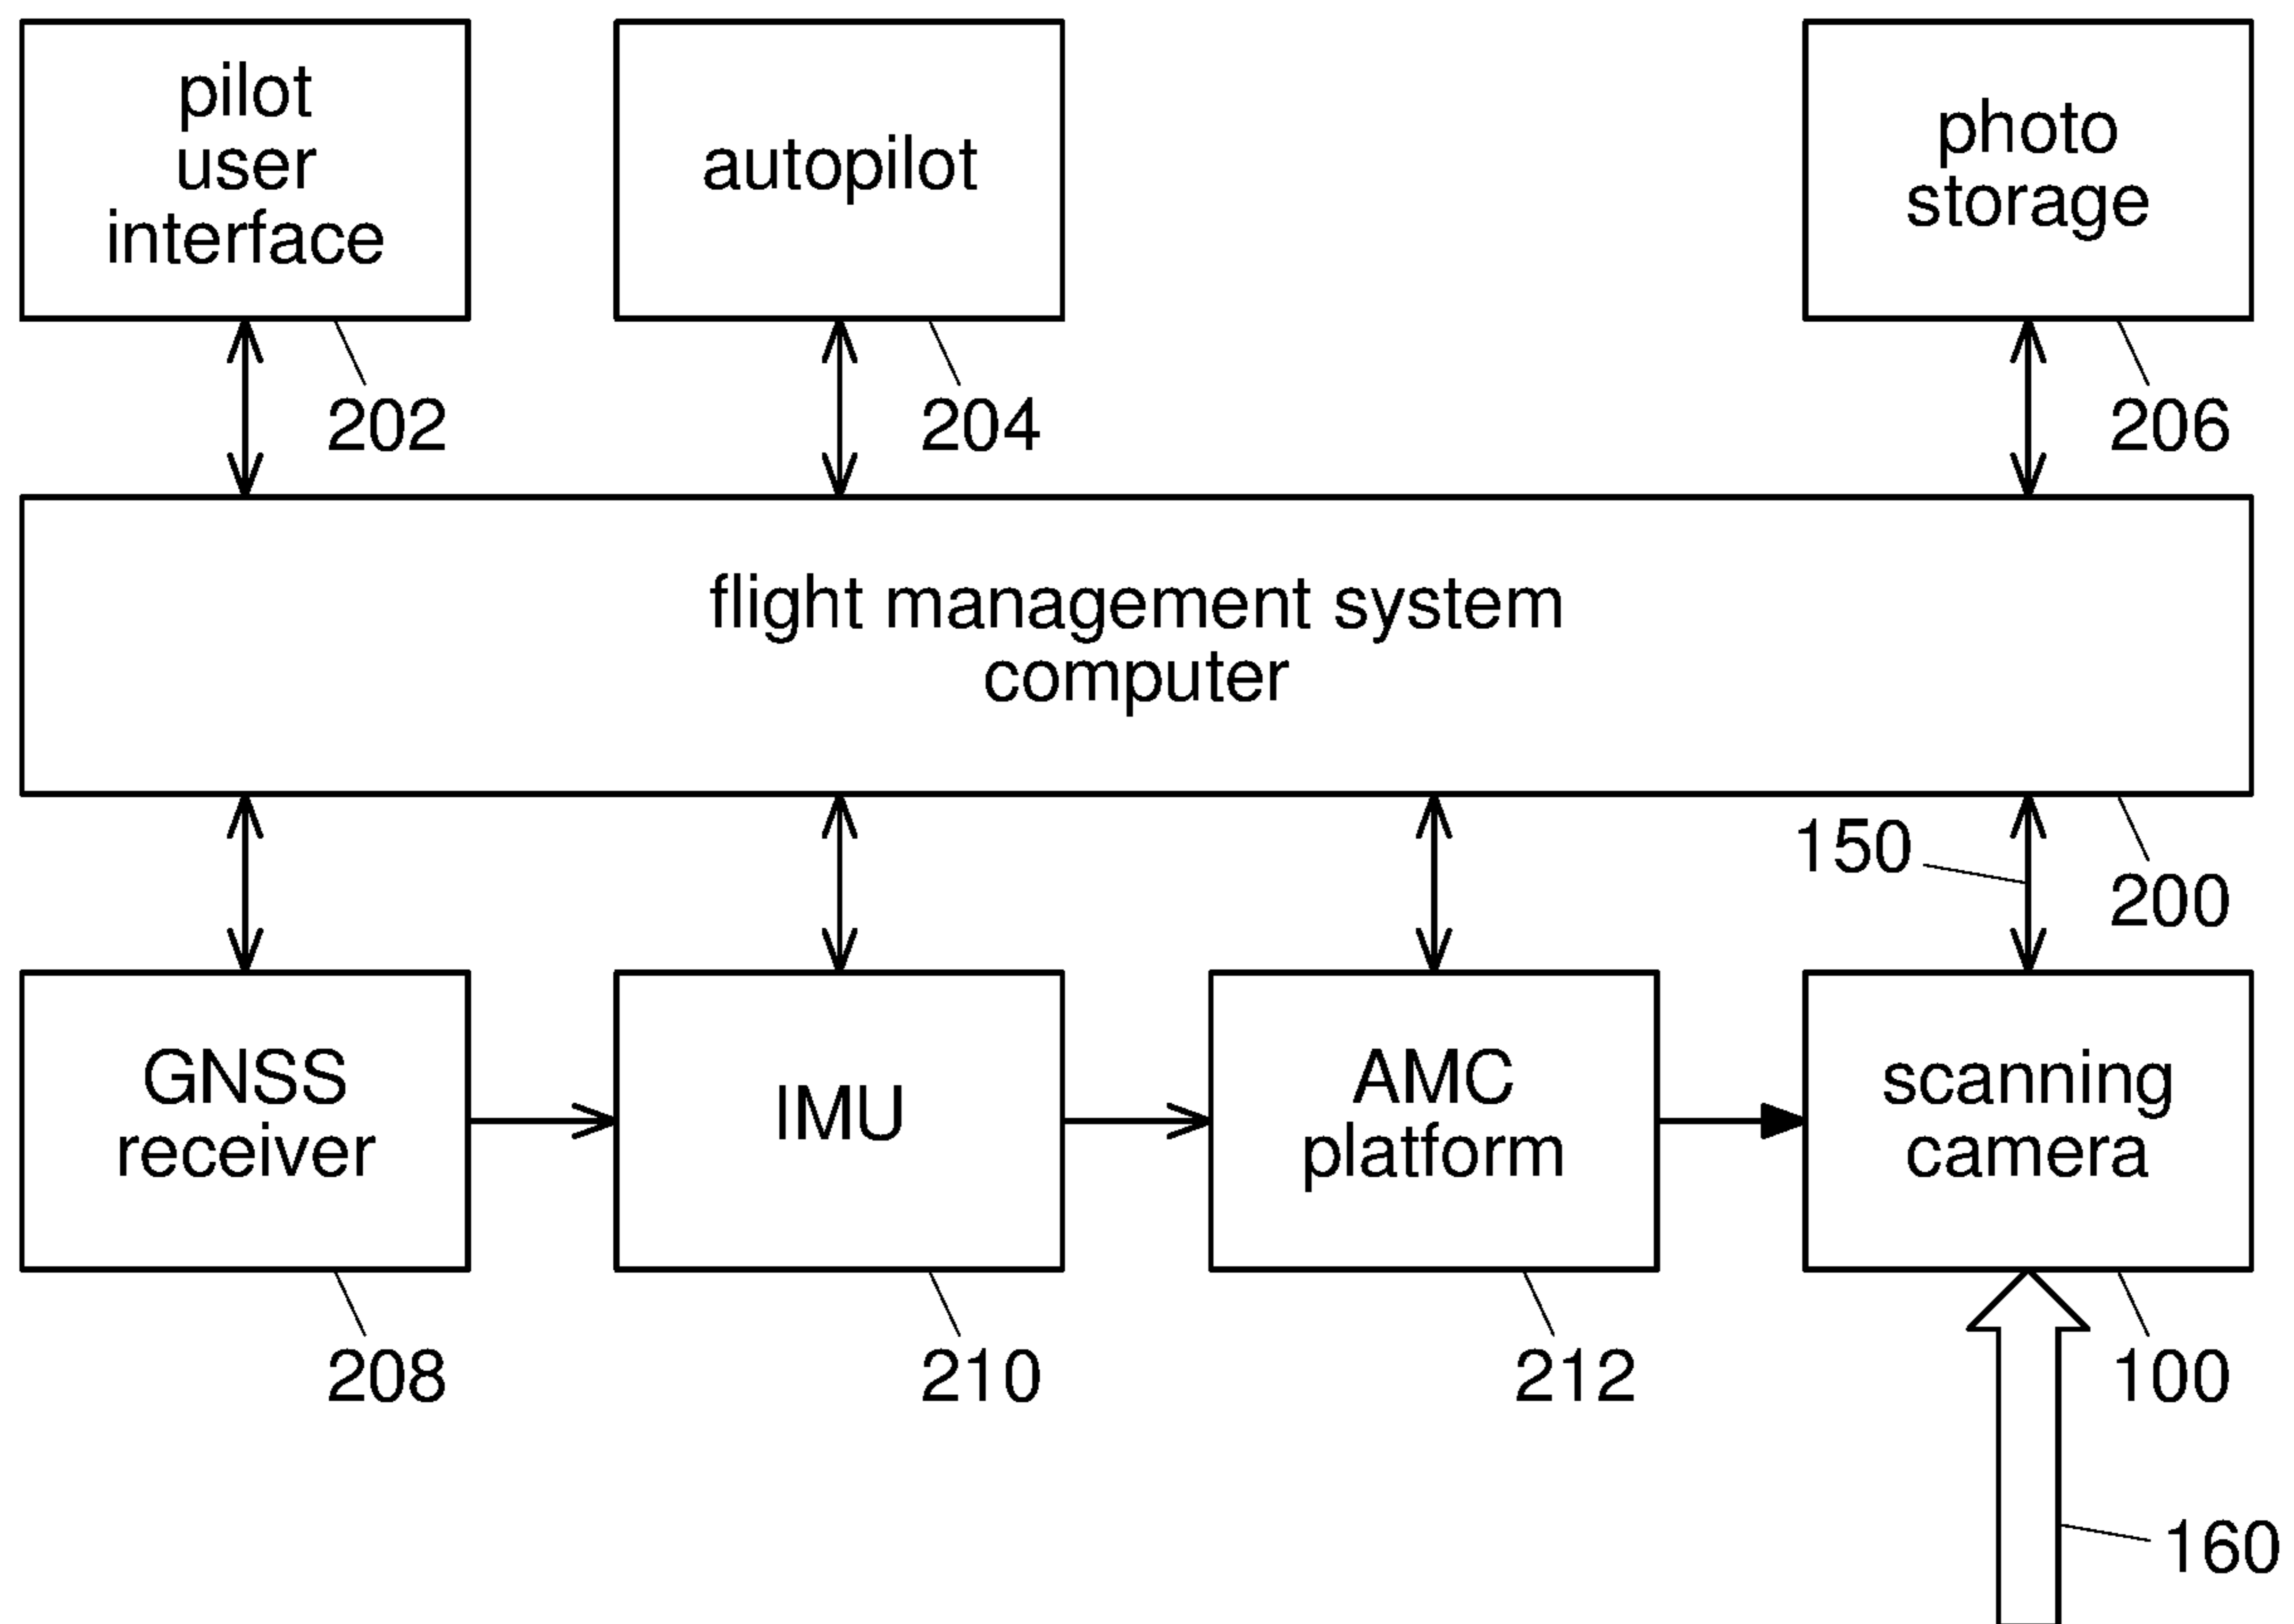 pilot
user
interface
autopilot
photo
storage
202
204
206
flight management system
computer
150
200
GNSS
receiver
IMU
AMC
platform
scanning
camera
208
210
212
100
160